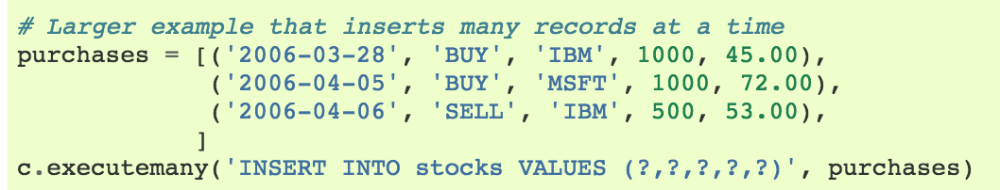 # Larger example that inserts many records at a time
purchases = [('2006-03-28', 'BUY', 'IBM', 1000, 45.00),
             ('2006-04-05', 'BUY', 'MSFT', 1000, 72.00),
             ('2006-04-06', 'SELL', 'IBM', 500, 53.00),
            ]
c.executemany('INSERT INTO stocks VALUES (?,?,?,?,?)', purchases)